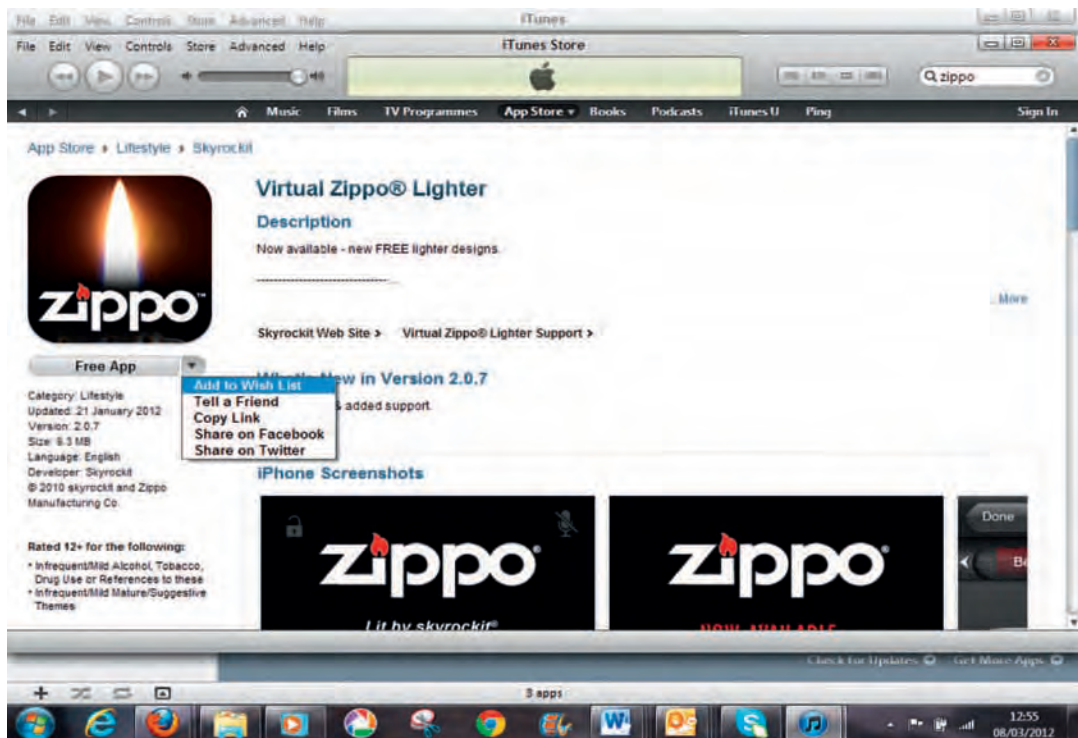 File Edit View Controls Store Advanced Help
iTunes
File Edit View Controls Store Advanced Help
iTunes Store
zippo
Music Films TV Programmes App Store Books Podcasts iTunes U Ping Sign In
App Store Lifestyle Skyrockit
zippo™
Virtual Zippo® Lighter
Description
Now available - new FREE lighter designs.
----------------------------------...
...More
Skyrockit Web Site > Virtual Zippo® Lighter Support >
Free App
Add to Wish List
Tell a Friend
Copy Link
Share on Facebook
Share on Twitter
What's New in Version 2.0.7
& added support.
Category: Lifestyle
Updated: 21 January 2012
Version: 2.0.7
Size: 6.3 MB
Language: English
Developer: Skyrockit
© 2010 skyrockit and Zippo
Manufacturing Co.
Rated 12+ for the following:
• Infrequent/Mild Alcohol, Tobacco,
Drug Use or References to these
• Infrequent/Mild Mature/Suggestive
Themes
iPhone Screenshots
zippo®
Lit by skyrockit®
zippo®
NOW AVAILABLE
Done
Be
Check for Updates Get More Apps
3 apps
12:55
08/03/2012